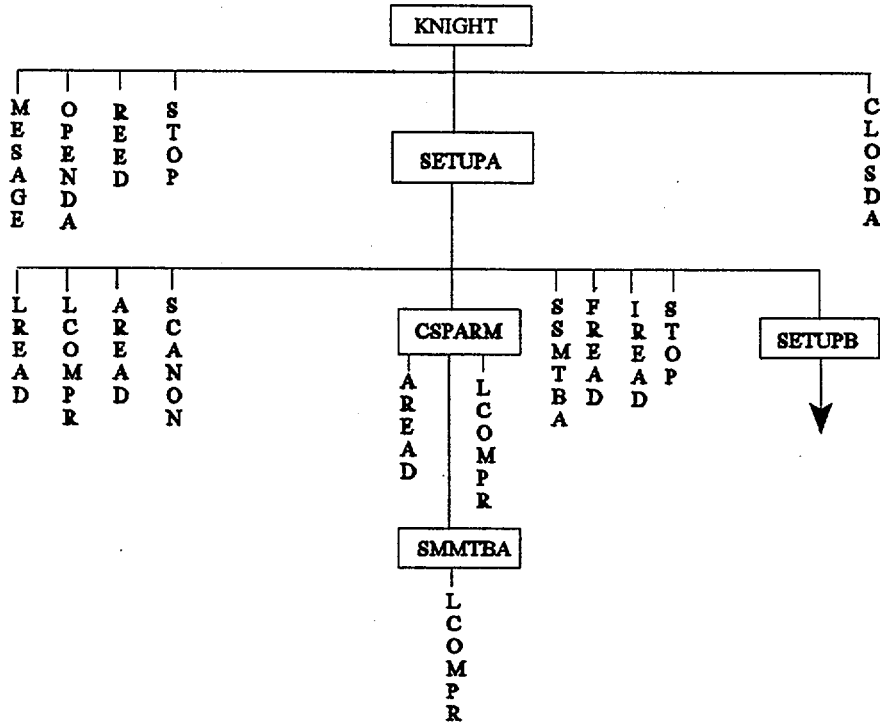 KNIGHT
MESAGE
OPENDA
REED
STOP
CLOSDA
SETUPA
LREAD
LCOMPR
AREAD
SCANON
CSPARM
SSMTBA
FREAD
IREAD
STOP
SETUPB
AREAD
LCOMPR
SMMTBA
LCOMPR